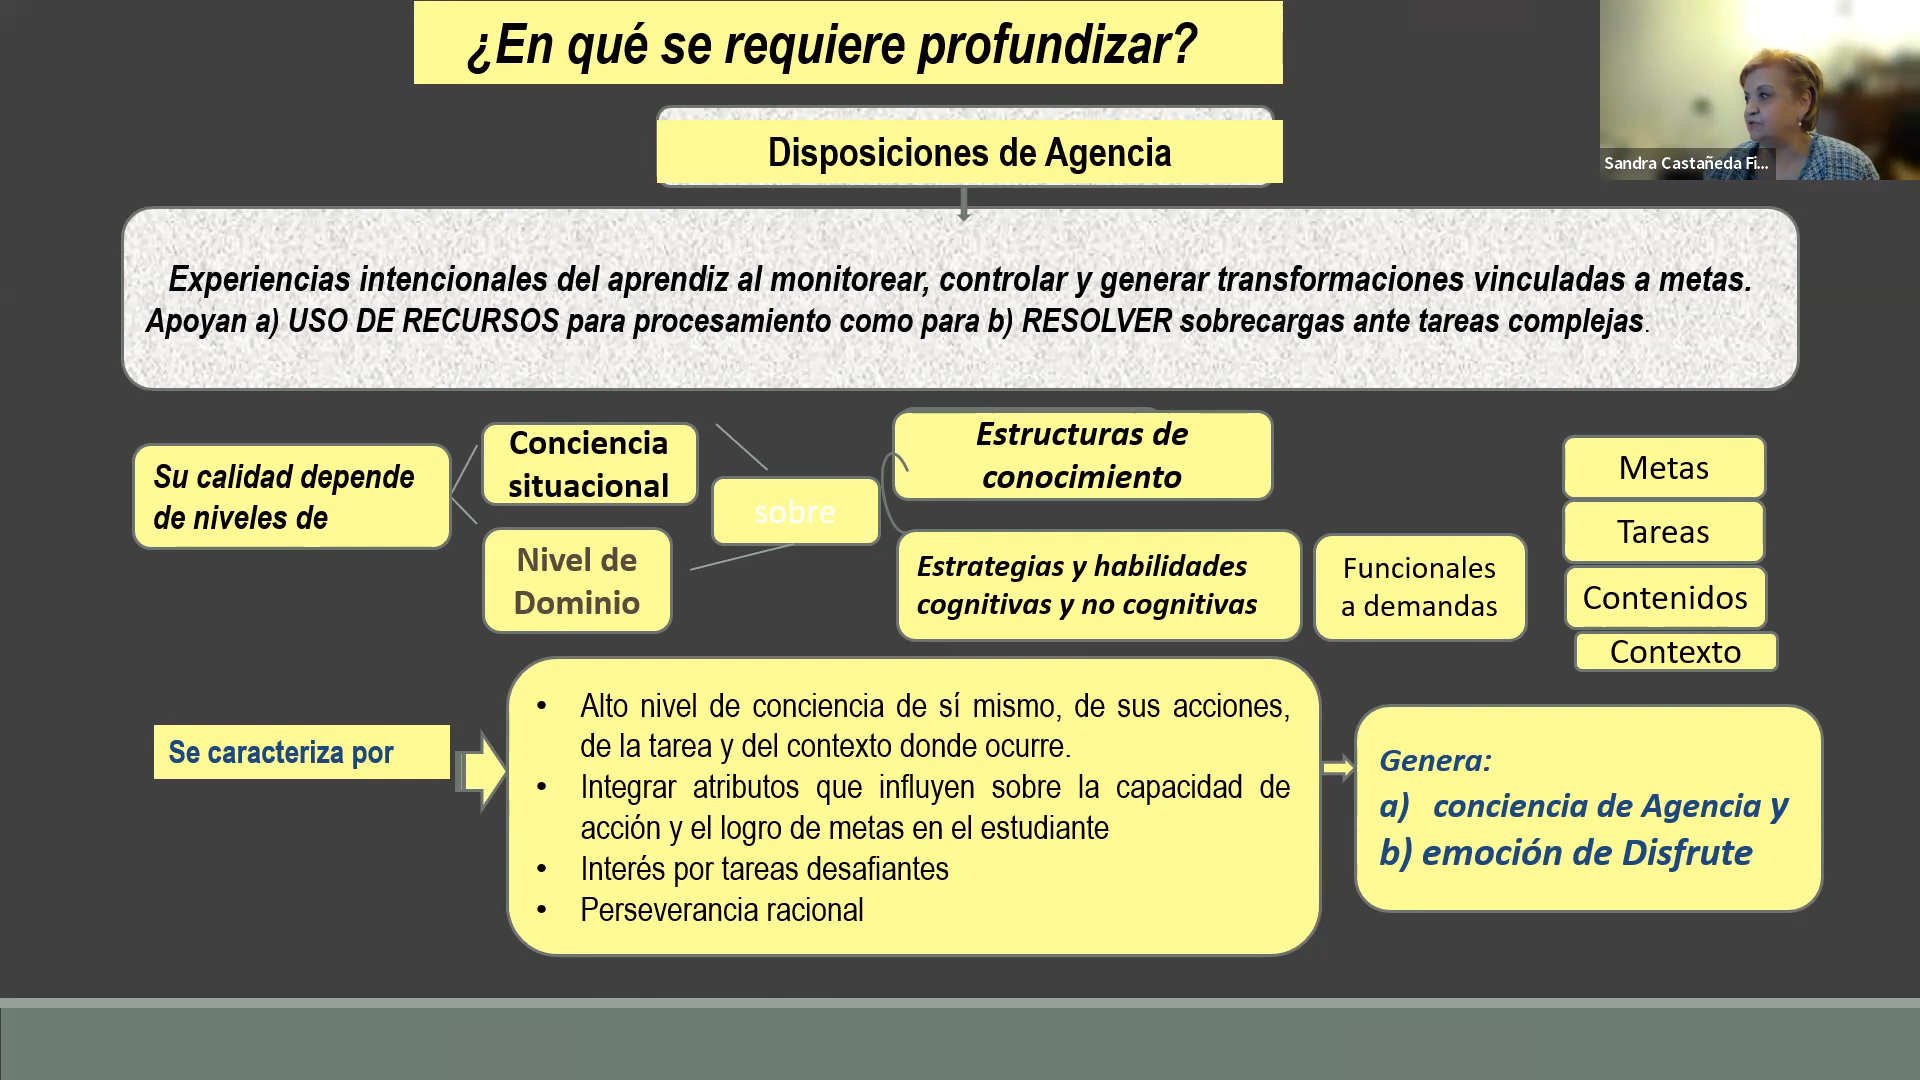 ¿En qué se requiere profundizar?
Sandra Castañeda Fi...
Disposiciones de Agencia
Experiencias intencionales del aprendiz al monitorear, controlar y generar transformaciones vinculadas a metas.
Apoyan a) USO DE RECURSOS para procesamiento como para b) RESOLVER sobrecargas ante tareas complejas.
Su calidad depende
de niveles de
Conciencia
situacional
Nivel de
Dominio
sobre
Estructuras de
conocimiento
Estrategias y habilidades
cognitivas y no cognitivas
Funcionales
a demandas
Metas
Tareas
Contenidos
Contexto
Se caracteriza por
• Alto nivel de conciencia de sí mismo, de sus acciones,
de la tarea y del contexto donde ocurre.
• Integrar atributos que influyen sobre la capacidad de
acción y el logro de metas en el estudiante
• Interés por tareas desafiantes
• Perseverancia racional
Genera:
a) conciencia de Agencia y
b) emoción de Disfrute